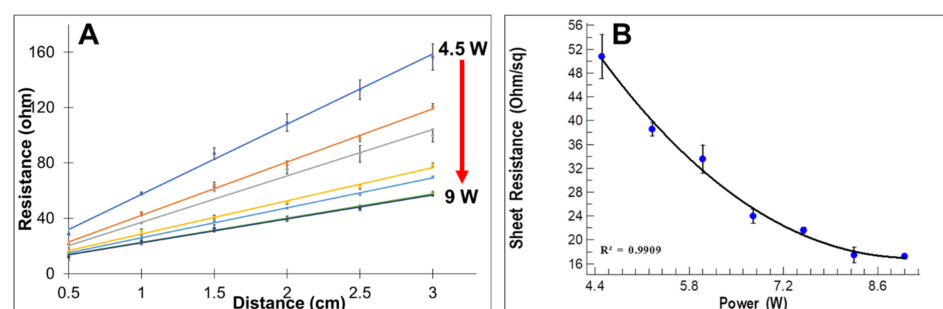 A
4.5 W
9 W
Resistance (ohm)
160
120
80
40
0
0.5
1
1.5
2
2.5
3
Distance (cm)
B
Sheet Resistance (Ohm/sq)
56
52
48
44
40
36
32
28
24
20
16
R² = 0.9909
4.4
5.8
7.2
8.6
Power (W)